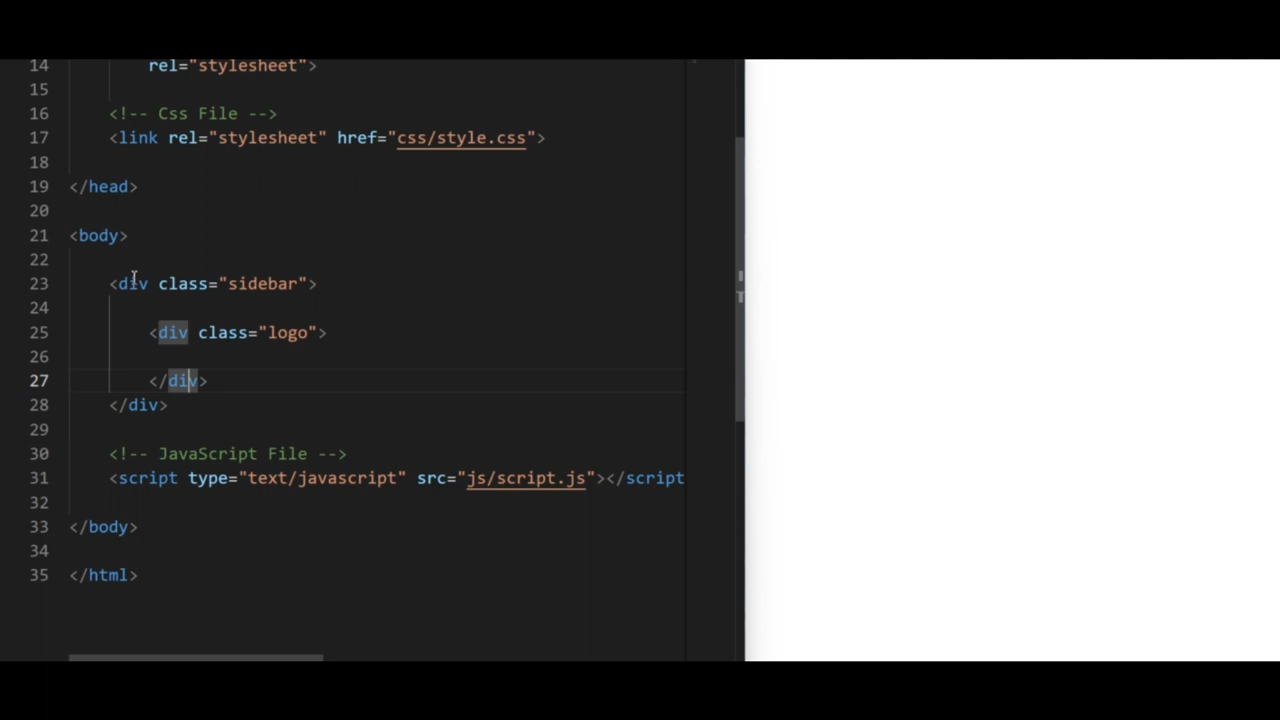 14 rel="stylesheet">
15
16 <!-- Css File -->
17 <link rel="stylesheet" href="css/style.css">
18
19 </head>
20
21 <body>
22
23 <div class="sidebar">
24
25 <div class="logo">
26
27 </div>
28 </div>
29
30 <!-- JavaScript File -->
31 <script type="text/javascript" src="js/script.js"></script
32
33 </body>
34
35 </html>